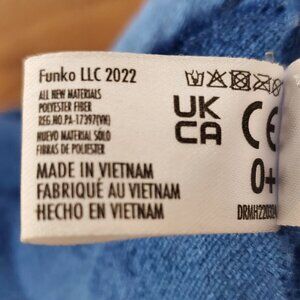 Funko LLC 2022
ALL NEW MATERIALS
POLYESTER FIBER
REG.NO.PA-17397(VN)
NUEVO MATERIAL SOLO
FIBRAS DE POLIESTER
MADE IN VIETNAM
FABRIQUÉ AU VIETNAM
HECHO EN VIETNAM
UK
CA
CE
0+